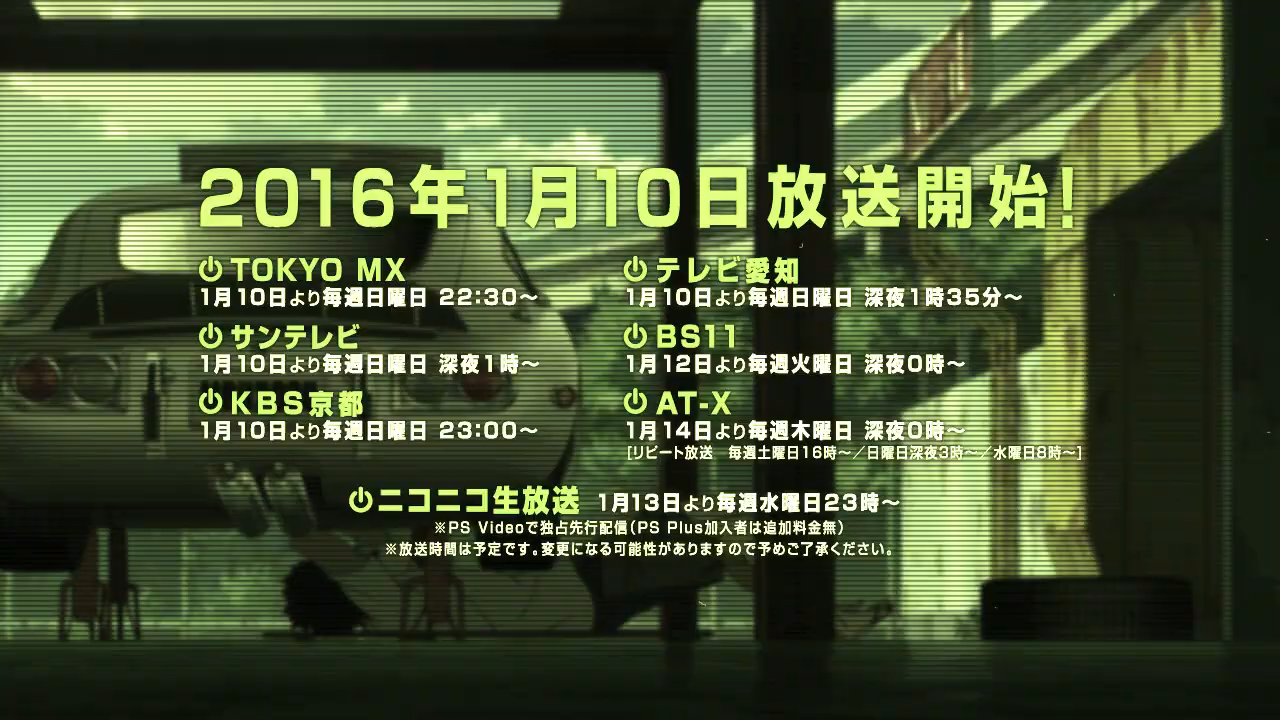 2016年1月10日放送開始!
TOKYO MX
1月10日より毎週日曜日 22:30～
テレビ愛知
1月10日より毎週日曜日 深夜1時35分～
サンテレビ
1月10日より毎週日曜日 深夜1時～
BS11
1月12日より毎週火曜日 深夜0時～
KBS京都
1月10日より毎週日曜日 23:00～
AT-X
1月14日より毎週木曜日 深夜0時～
[リピート放送　毎週土曜日16時～／日曜日深夜3時～／水曜日8時～]
ニコニコ生放送 1月13日より毎週水曜日23時～
※PS Videoで独占先行配信(PS Plus加入者は追加料金無)
※放送時間は予定です。変更になる可能性がありますので予めご了承ください。